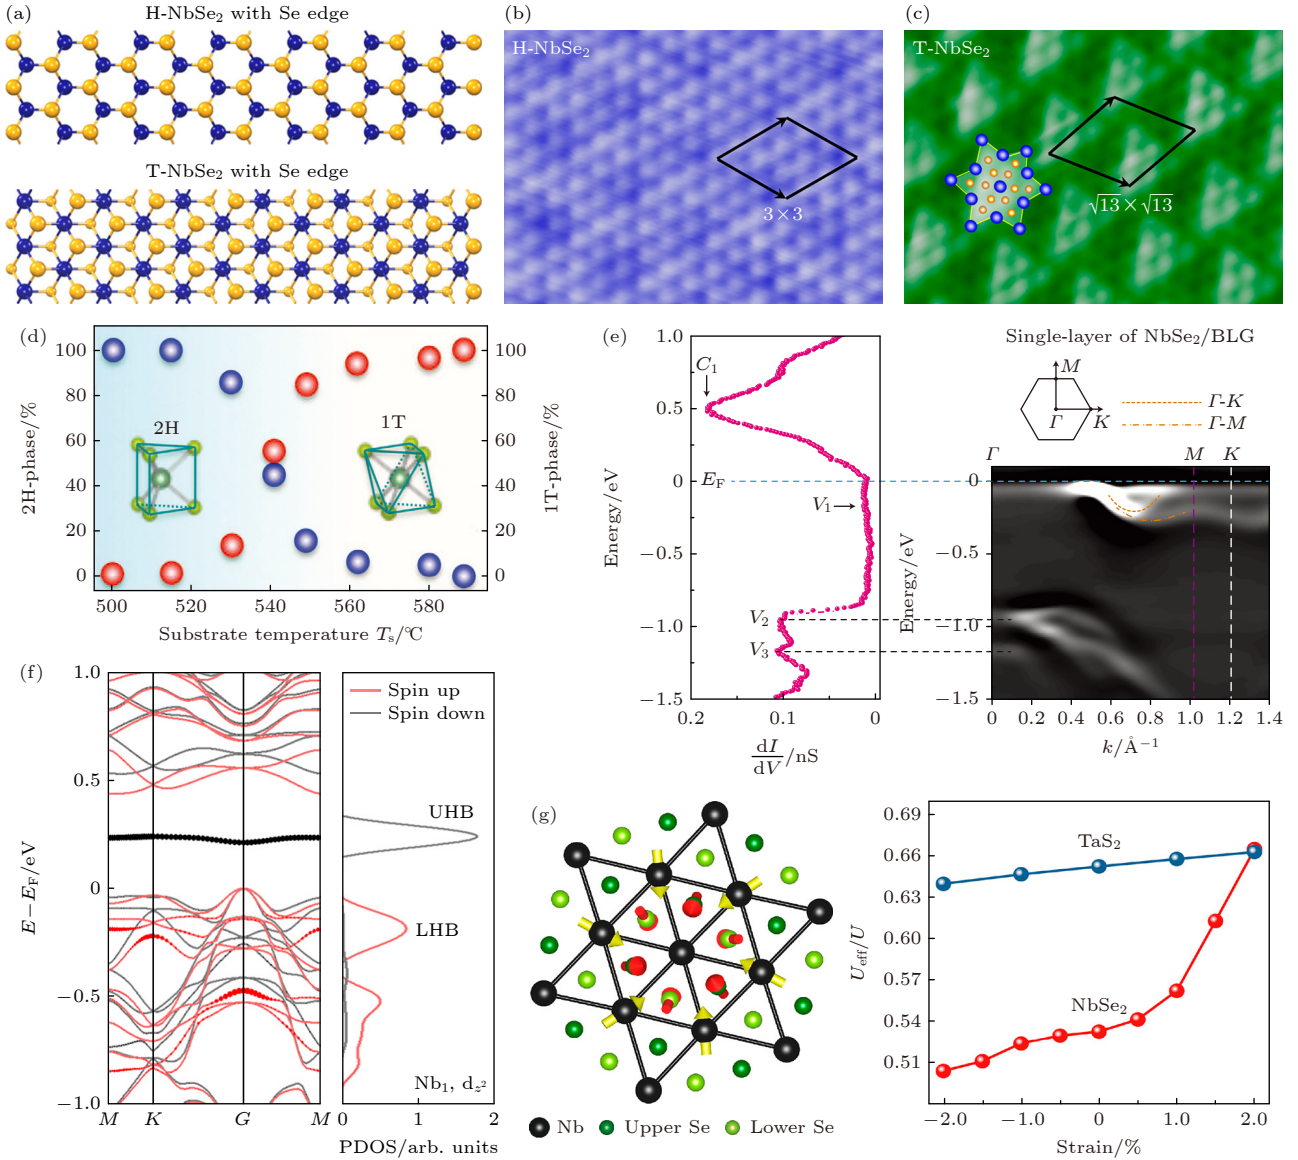 (a)
H-NbSe₂ with Se edge
T-NbSe₂ with Se edge
(b)
H-NbSe₂
3×3
(c)
T-NbSe₂
√13×√13
(d)
2H-phase/%
100
80
60
40
20
0
2H
1T
100
80
60
40
20
0
1T-phase/%
500 520 540 560 580
Substrate temperature Tₛ/℃
(e)
Energy/eV
1.0
0.5
0
−0.5
−1.0
−1.5
C₁
E_F
V₁
V₂
V₃
0.2 0.1 0
dI
dV
/nS
Single-layer of NbSe₂/BLG
M
Γ
K
Γ-K
Γ-M
Γ M K
Energy/eV
0
−0.5
−1.0
−1.5
0 0.2 0.4 0.6 0.8 1.0 1.2 1.4
k/Å⁻¹
(f)
E−E_F/eV
1.0
0.5
0
−0.5
−1.0
M K G M
Spin up
Spin down
UHB
LHB
Nb₁, d_z²
0 1 2
PDOS/arb. units
(g)
Nb Upper Se Lower Se
U_eff/U
0.69
0.66
0.63
0.60
0.57
0.54
0.51
TaS₂
NbSe₂
−2.0 −1.0 0 1.0 2.0
Strain/%